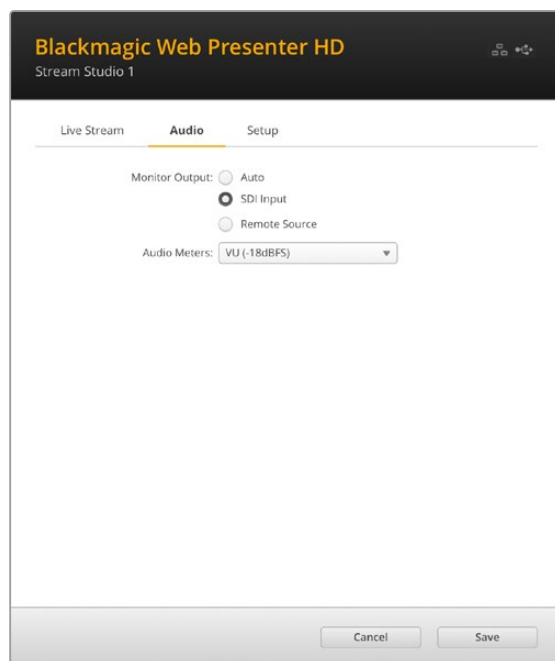 Blackmagic Web Presenter HD
Stream Studio 1
Live Stream Audio Setup
Monitor Output: Auto
SDI Input
Remote Source
Audio Meters: VU (-18dBFS)
Cancel Save